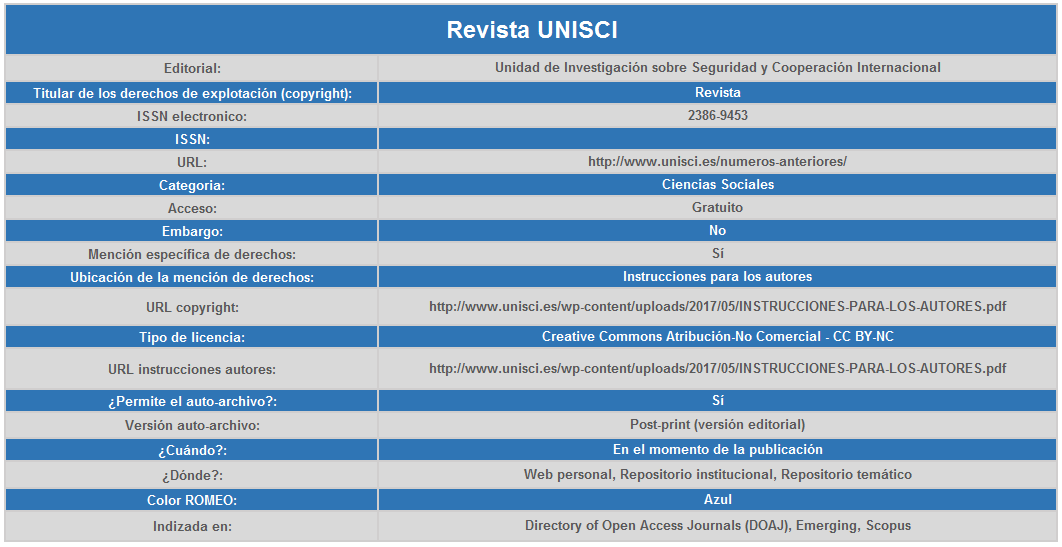 Revista UNISCI
Editorial: Unidad de Investigación sobre Seguridad y Cooperación Internacional
Titular de los derechos de explotación (copyright): Revista
ISSN electronico: 2386-9453
ISSN:
URL: http://www.unisci.es/numeros-anteriores/
Categoria: Ciencias Sociales
Acceso: Gratuito
Embargo: No
Mención específica de derechos: Sí
Ubicación de la mención de derechos: Instrucciones para los autores
URL copyright: http://www.unisci.es/wp-content/uploads/2017/05/INSTRUCCIONES-PARA-LOS-AUTORES.pdf
Tipo de licencia: Creative Commons Atribución-No Comercial - CC BY-NC
URL instrucciones autores: http://www.unisci.es/wp-content/uploads/2017/05/INSTRUCCIONES-PARA-LOS-AUTORES.pdf
¿Permite el auto-archivo?: Sí
Versión auto-archivo: Post-print (versión editorial)
¿Cuándo?: En el momento de la publicación
¿Dónde?: Web personal, Repositorio institucional, Repositorio temático
Color ROMEO: Azul
Indizada en: Directory of Open Access Journals (DOAJ), Emerging, Scopus